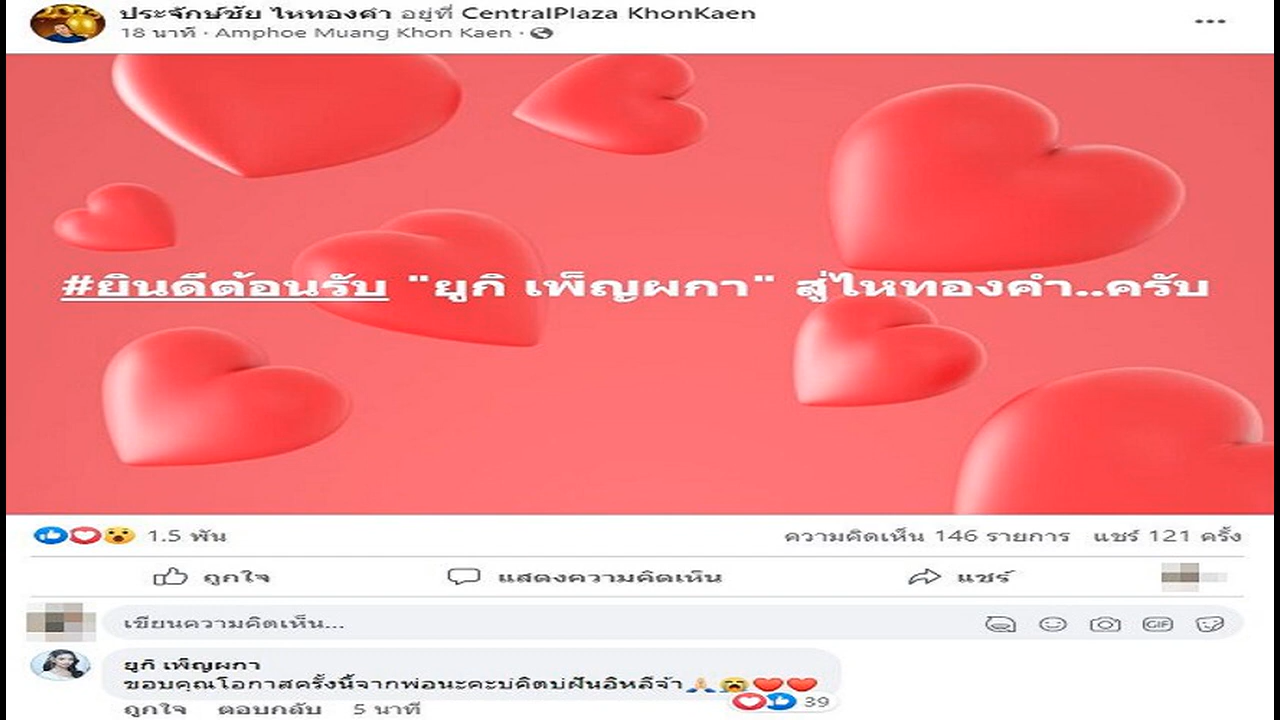 ประจักษ์ชัย ไหทองคำ อยู่ที่ CentralPlaza KhonKaen
18 นาที · Amphoe Muang Khon Kaen ·
#ยินดีต้อนรับ "ยูกิ เพ็ญผกา" สู่ไหทองคำ..ครับ
1.5 พัน ความคิดเห็น 146 รายการ แชร์ 121 ครั้ง
ถูกใจ แสดงความคิดเห็น แชร์
เขียนความคิดเห็น... GIF
ยูกิ เพ็ญผกา
ขอบคุณโอกาสครั้งนี้จากพ่อนะคะบ่คิดบ่ฝันอิหลีจ้า
39
ถูกใจ ตอบกลับ 5 นาที